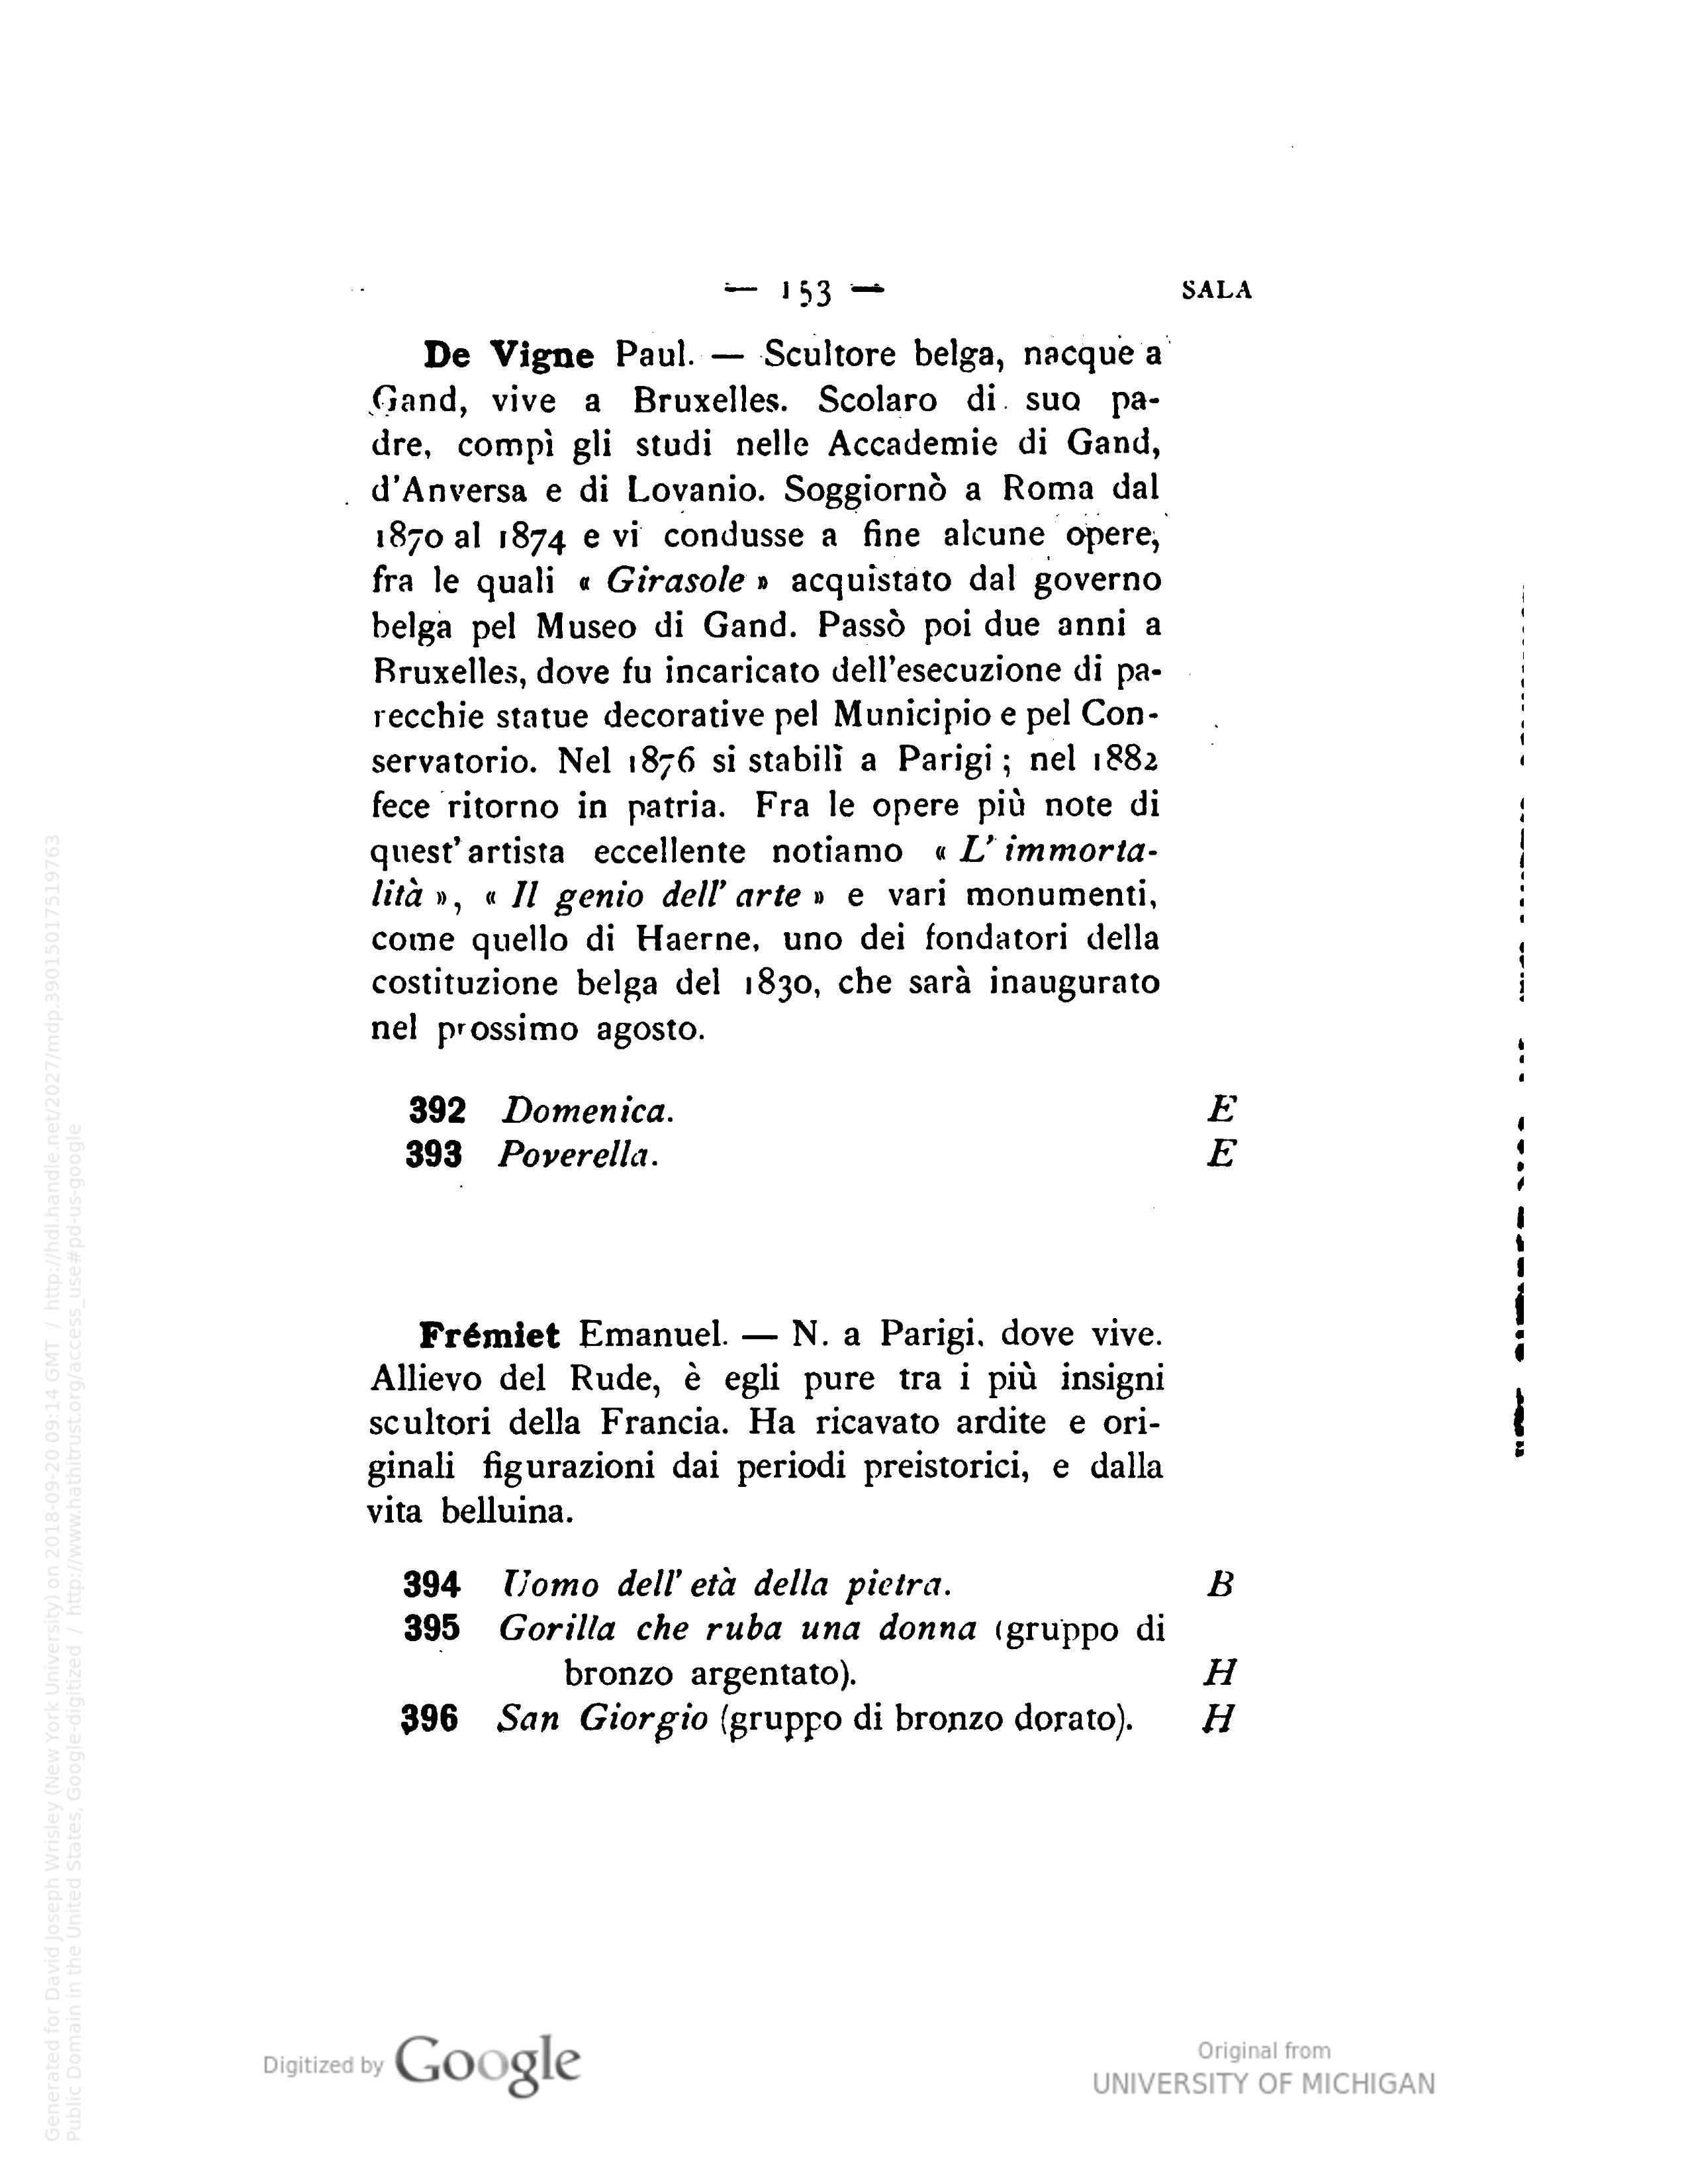 — 153 — SALA
De Vigne Paul. — Scultore belga, nacque a
Gand, vive a Bruxelles. Scolaro di suo pa-
dre, compì gli studi nelle Accademie di Gand,
d'Anversa e di Lovanio. Soggiornò a Roma dal
1870 al 1874 e vi condusse a fine alcune opere,
fra le quali « Girasole » acquistato dal governo
belga pel Museo di Gand. Passò poi due anni a
Bruxelles, dove fu incaricato dell'esecuzione di pa-
recchie statue decorative pel Municipio e pel Con-
servatorio. Nel 1876 si stabilì a Parigi ; nel 1882
fece ritorno in patria. Fra le opere più note di
quest' artista eccellente notiamo « L' immorta-
lità », « Il genio dell' arte » e vari monumenti,
come quello di Haerne, uno dei fondatori della
costituzione belga del 1830, che sarà inaugurato
nel prossimo agosto.
392 Domenica. E
393 Poverella. E
Frémiet Emanuel. — N. a Parigi, dove vive.
Allievo del Rude, è egli pure tra i più insigni
scultori della Francia. Ha ricavato ardite e ori-
ginali figurazioni dai periodi preistorici, e dalla
vita belluina.
394 Uomo dell' età della pietra. B
395 Gorilla che ruba una donna (gruppo di
bronzo argentato). H
396 San Giorgio (gruppo di bronzo dorato). H
Generated for David Joseph Wrisley (New York University) on 2018-09-20 09:14 GMT / http://hdl.handle.net/2027/mdp.39015017519763
Public Domain in the United States, Google-digitized / http://www.hathitrust.org/access_use#pd-us-google
Digitized by Google
Original from
UNIVERSITY OF MICHIGAN